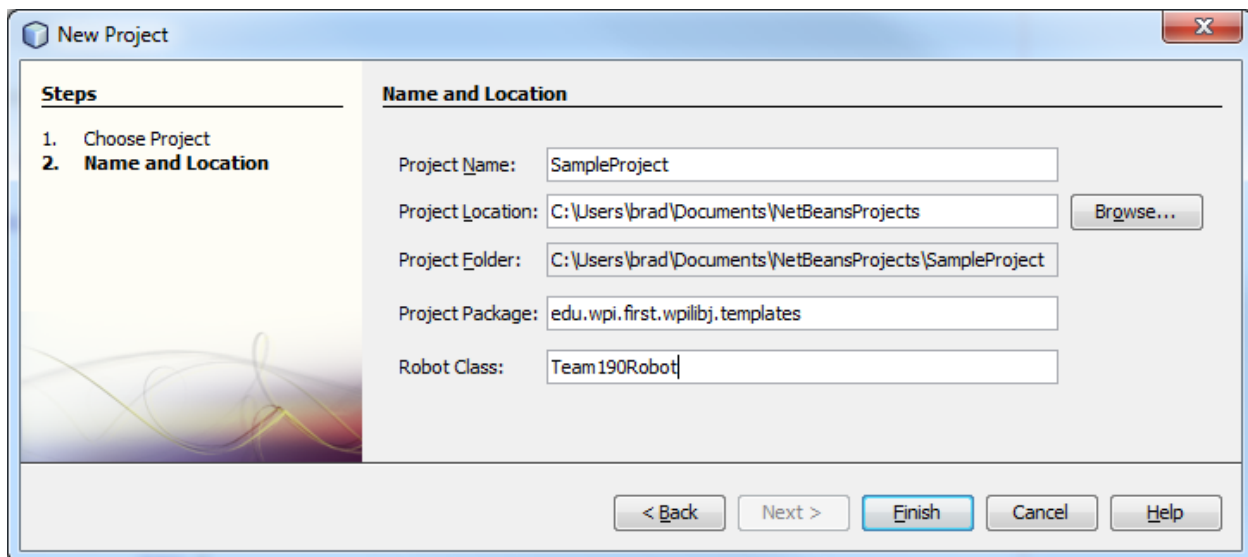 New Project
Steps
1. Choose Project
2. Name and Location
Name and Location
Project Name: SampleProject
Project Location: C:\Users\brad\Documents\NetBeansProjects Browse...
Project Folder: C:\Users\brad\Documents\NetBeansProjects\SampleProject
Project Package: edu.wpi.first.wpilibj.templates
Robot Class: Team190Robot
< Back Next > Finish Cancel Help